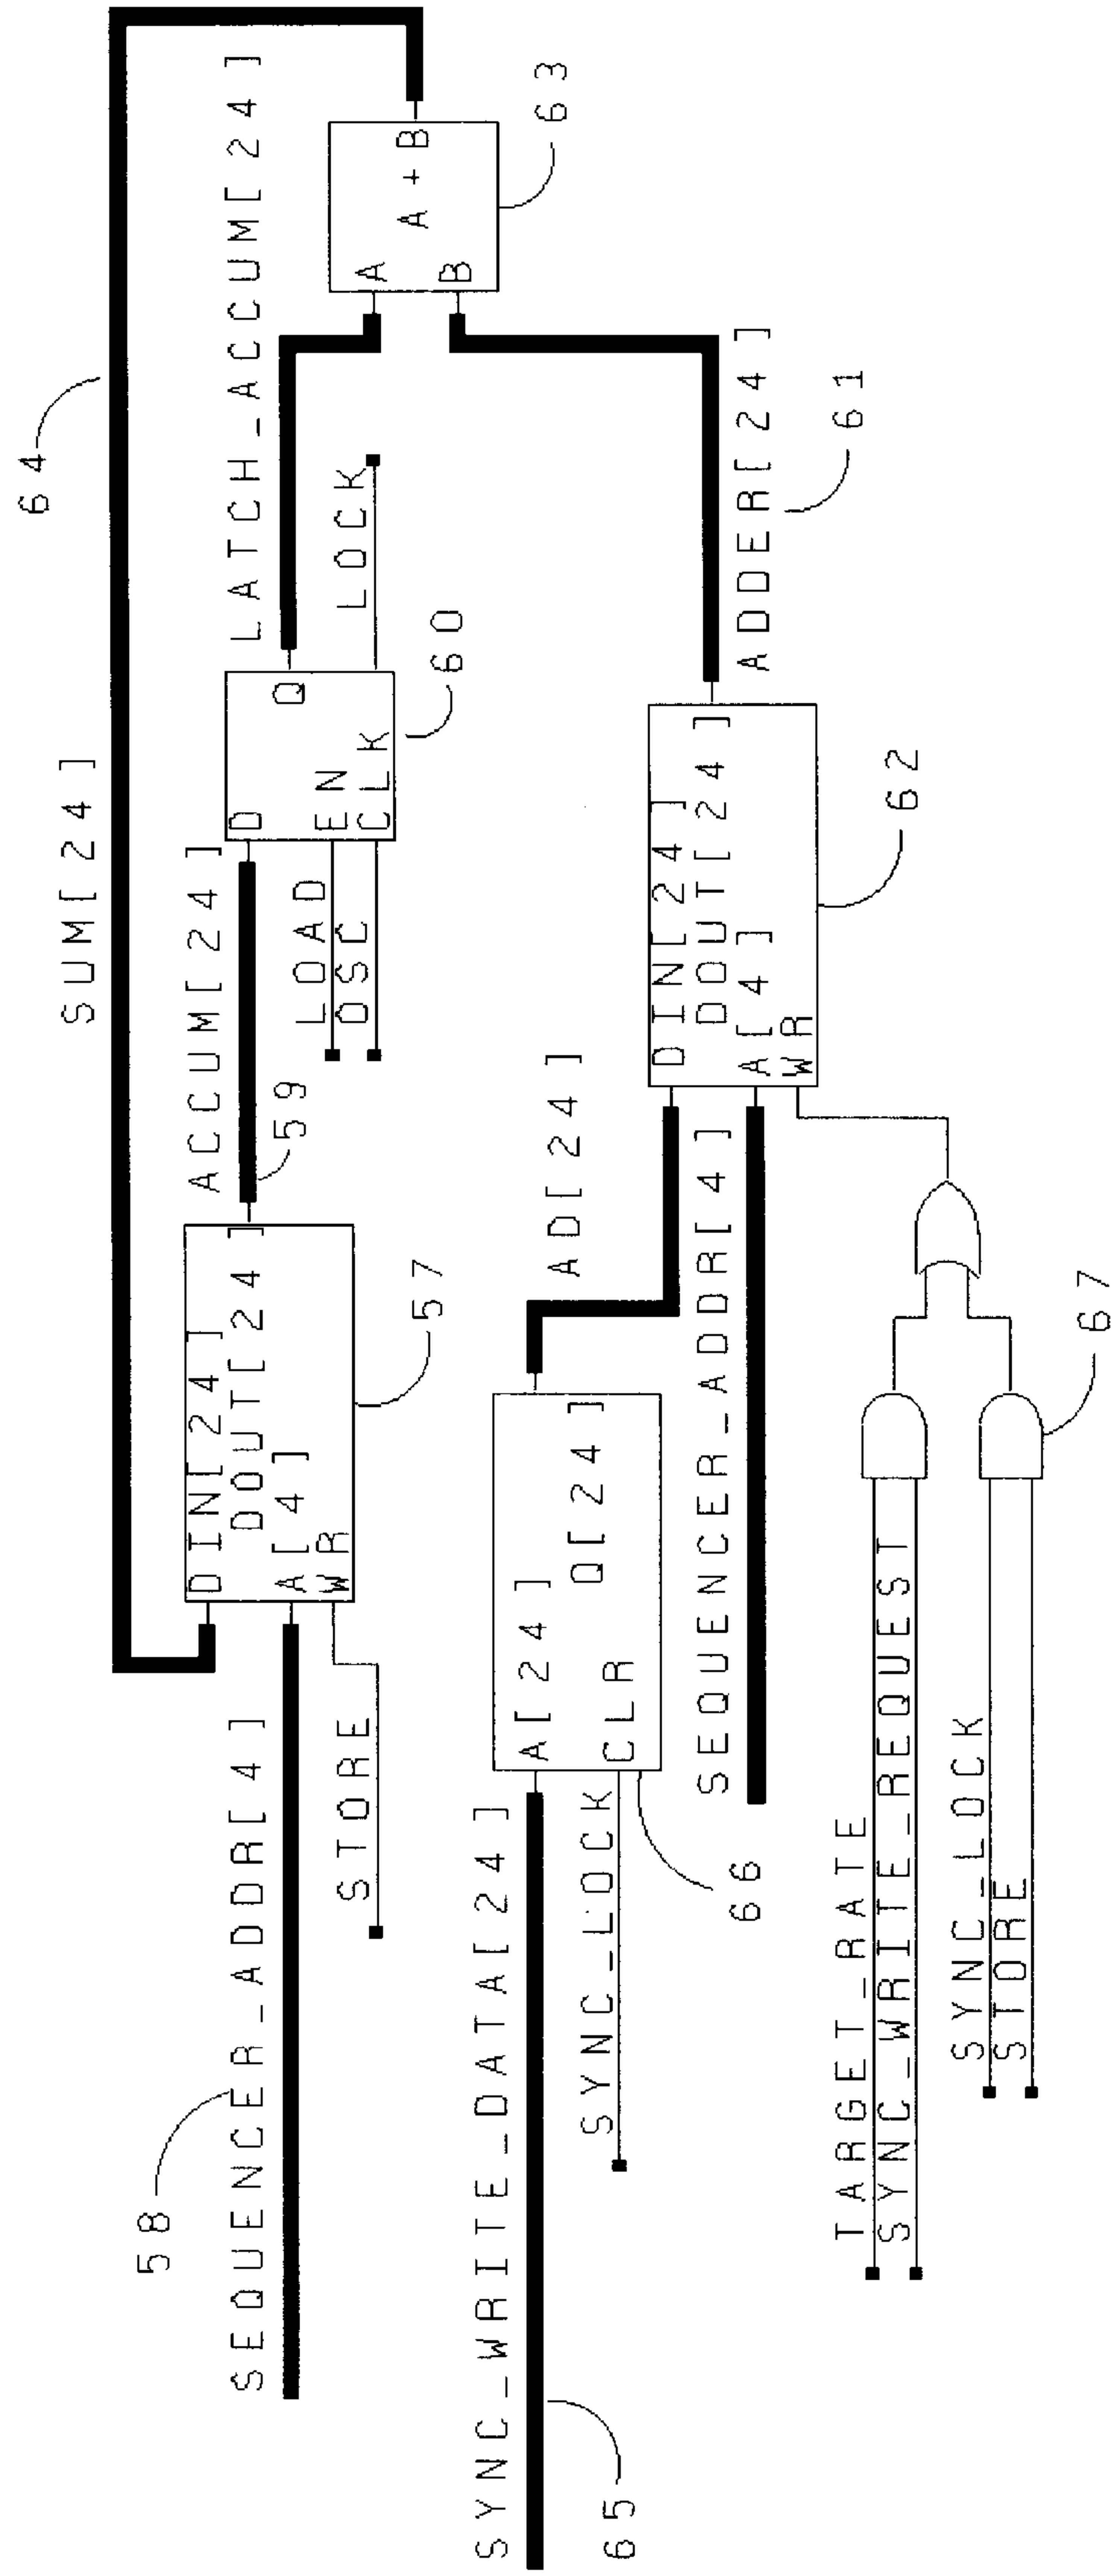 64
SUM[24]
SEQUENCER_ADDR[4]
58
STORE
DIN[24]
DOUT[24]
A[4]
WR
57
ACCUM[24]
59
LOAD
OSC
D
Q
EN
CLK
60
LATCH_ACCUM[24]
LOCK
A
B
A+B
63
SYNC_WRITE_DATA[24]
65
SYNC_LOCK
A[24]
Q[24]
CLR
66
AD[24]
SEQUENCER_ADDR[4]
DIN[24]
DOUT[24]
A[4]
WR
62
ADDER[24]
61
TARGET_RATE
SYNC_WRITE_REQUEST
SYNC_LOCK
STORE
67